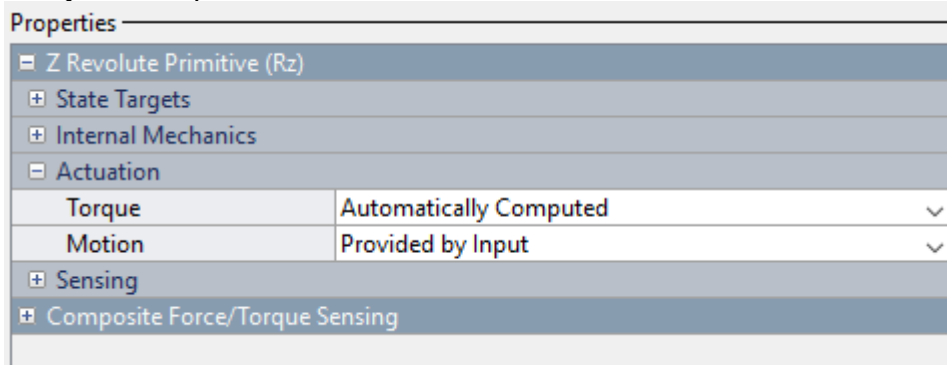 Properties
Z Revolute Primitive (Rz)
State Targets
Internal Mechanics
Actuation
Torque Automatically Computed
Motion Provided by Input
Sensing
Composite Force/Torque Sensing